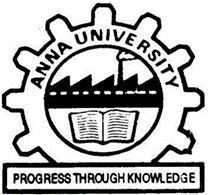 ANNA UNIVERSITY
PROGRESS THROUGH KNOWLEDGE